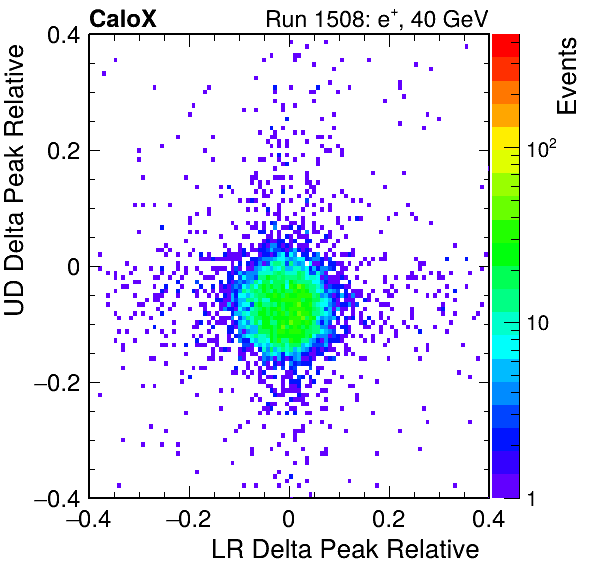 CaloX Run 1508: e⁺, 40 GeV
UD Delta Peak Relative
0.4
0.2
0
−0.2
−0.4
−0.4 −0.2 0 0.2 0.4
LR Delta Peak Relative
Events
10²
10
1